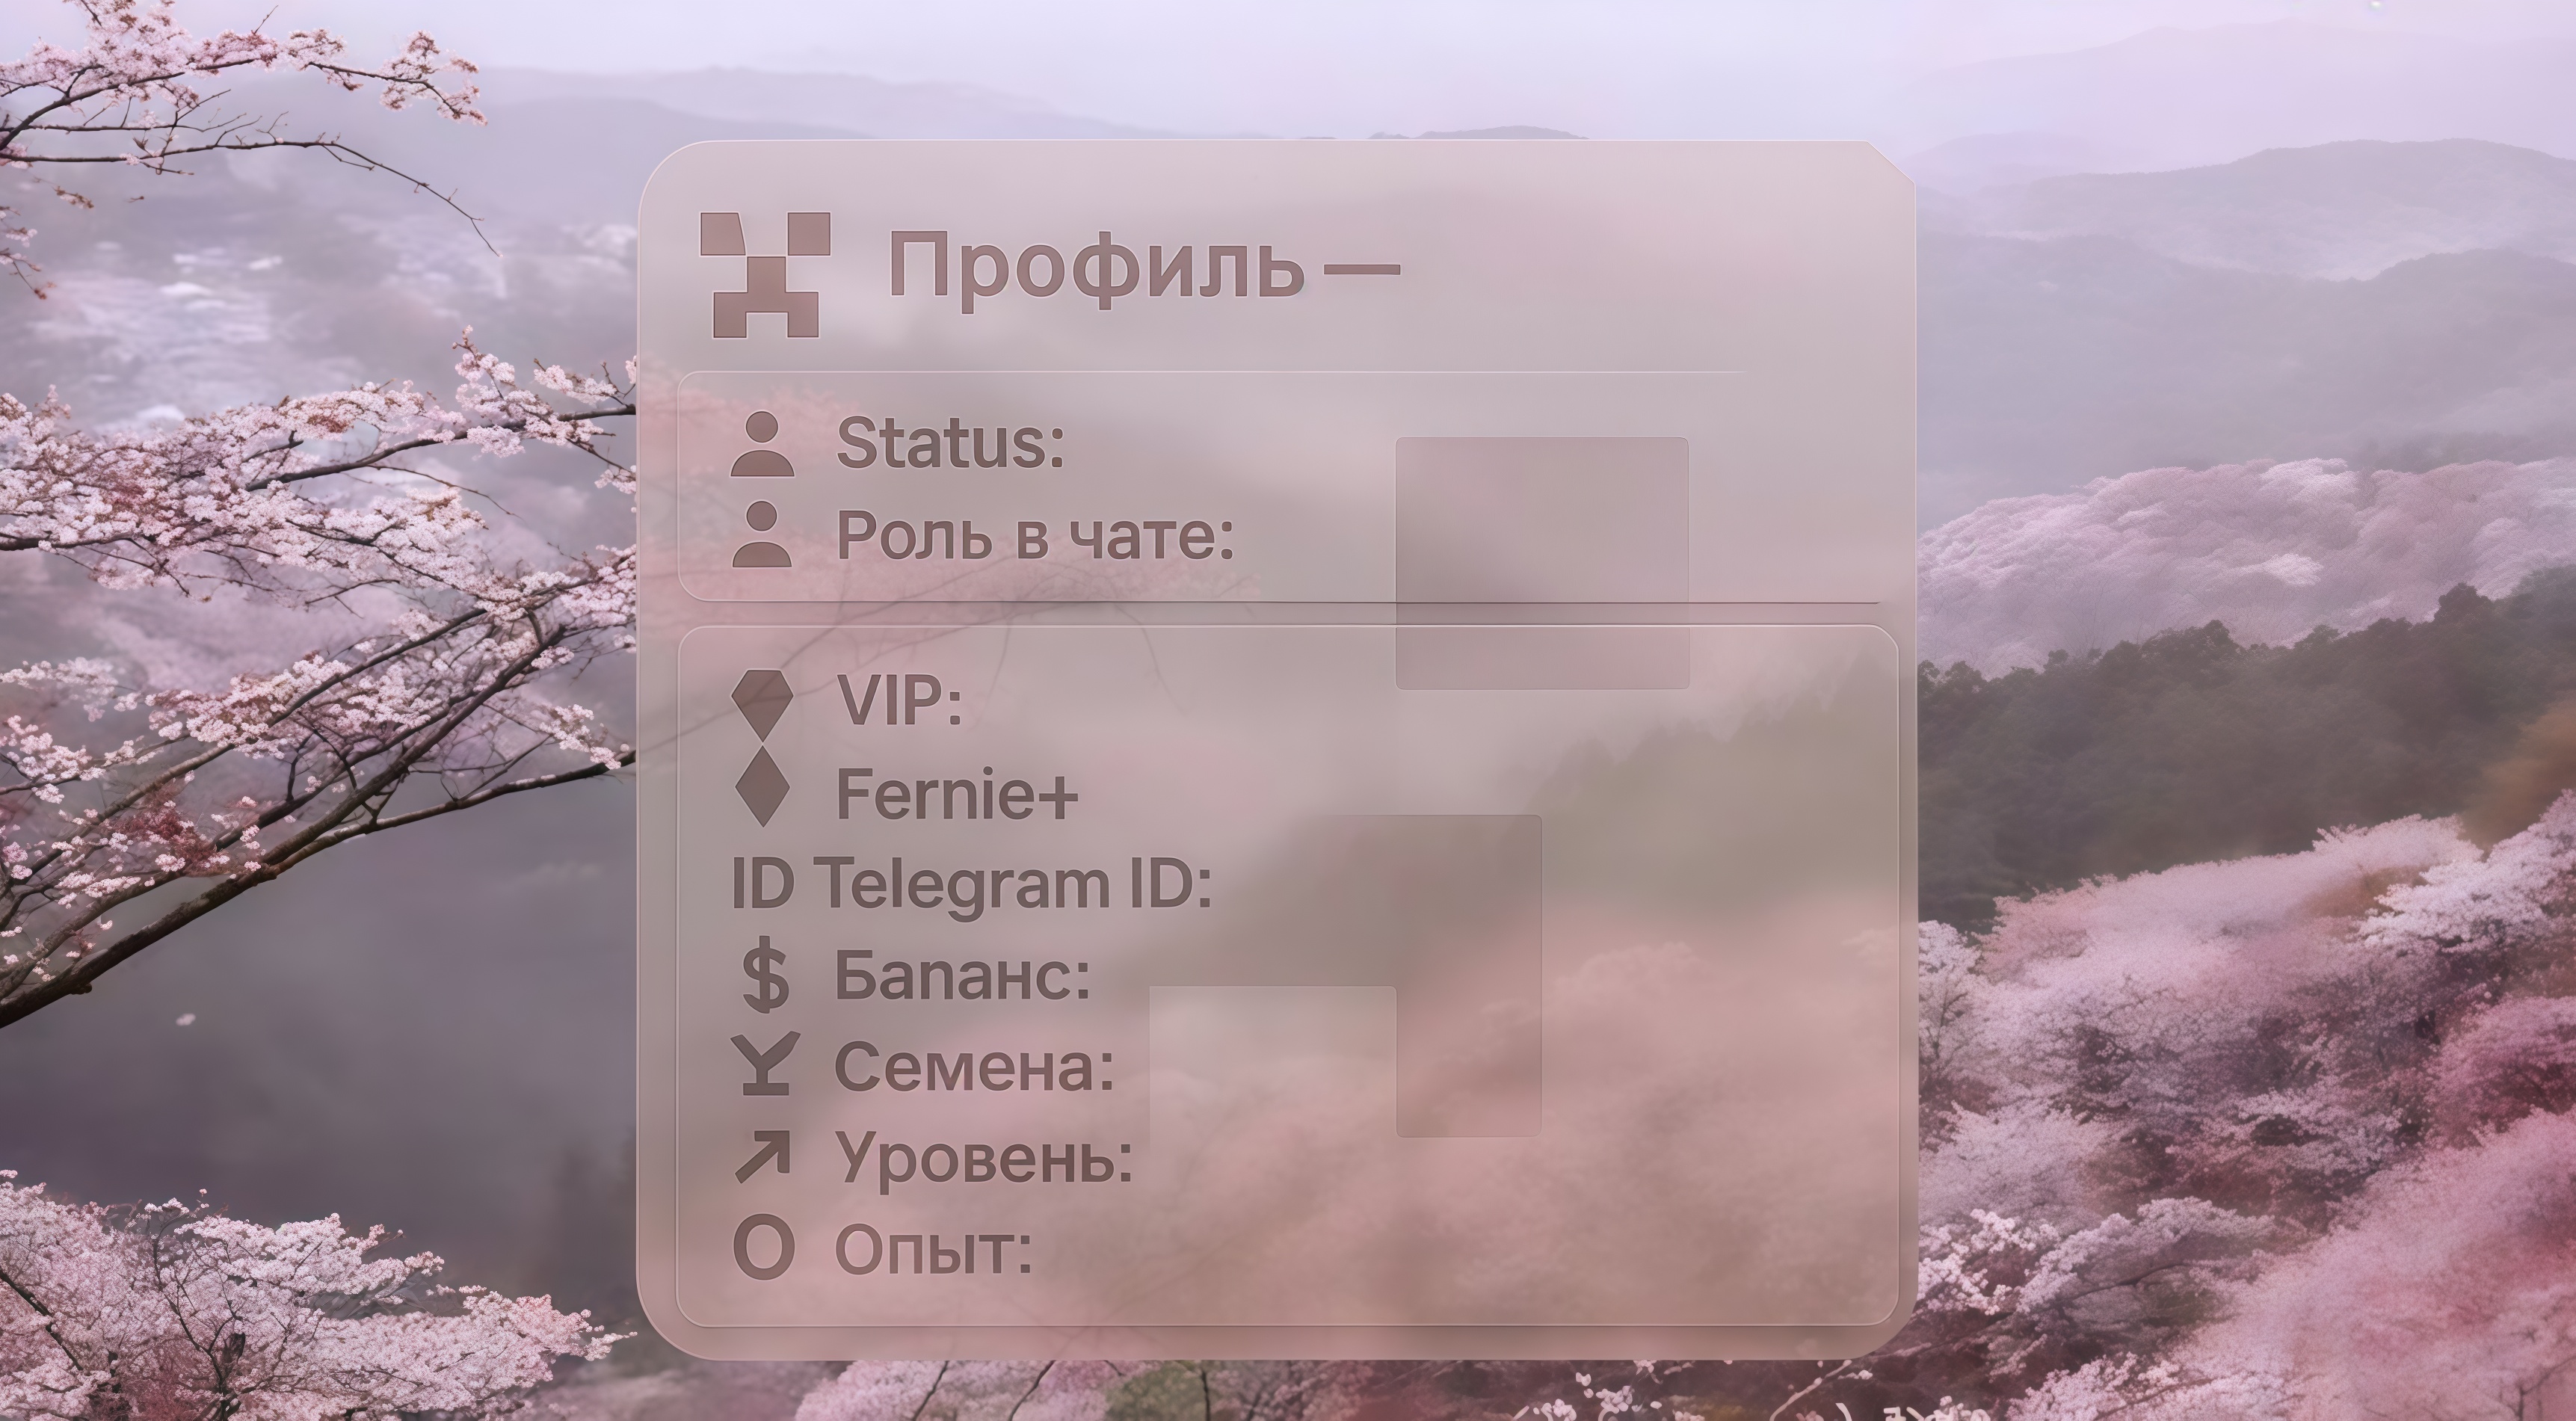 Профиль —
Status:
Роль в чате:
VIP:
Fernie+
ID Telegram ID:
$ Бапанс:
Семена:
Уровень:
Опыт: